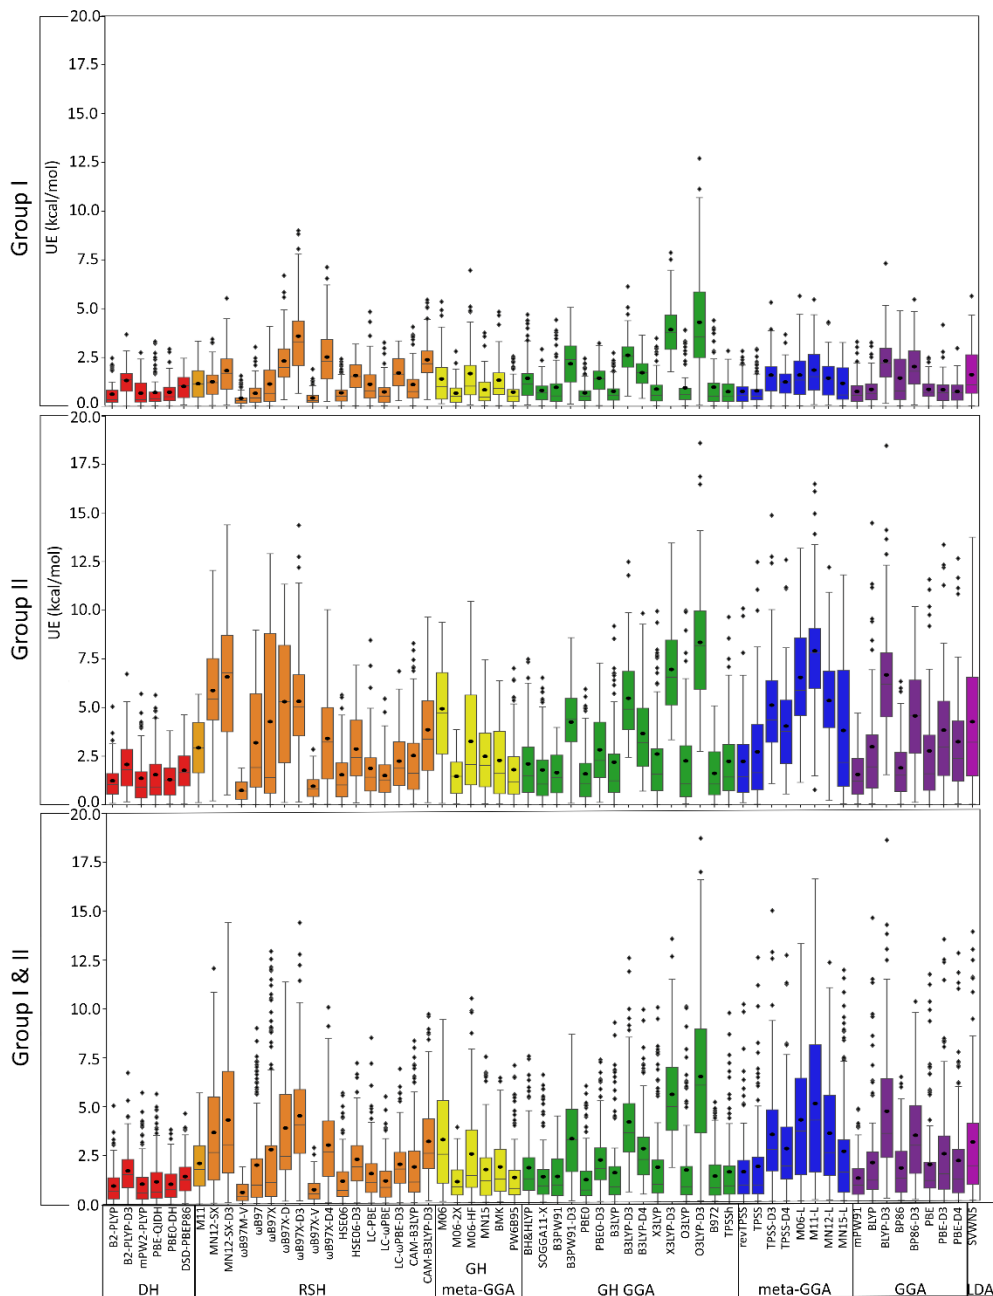 Group I
UE (kcal/mol)
20.0
17.5
15.0
12.5
10.0
7.5
5.0
2.5
0.0
Group II
UE (kcal/mol)
20.0
17.5
15.0
12.5
10.0
7.5
5.0
2.5
0.0
Group I & II
20.0
17.5
15.0
12.5
10.0
7.5
5.0
2.5
0.0
B2-PLYP
B2-PLYP-D3
mPW2-PLYP
PBE-QIDH
PBE0-DH
DSD-PBEP86
M11
MN12-SX
MN12-SX-D3
ωB97M-V
ωB97
ωB97X
ωB97X-D
ωB97X-D3
ωB97X-V
ωB97X-D4
HSE06
HSE06-D3
LC-PBE
LC-ωPBE
LC-ωPBE-D3
CAM-B3LYP
CAM-B3LYP-D3
M06
M06-2X
M06-HF
MN15
BMK
PW6B95
BH&HLYP
SOGGA11-X
B3PW91
B3PW91-D3
PBE0
PBE0-D3
B3LYP
B3LYP-D3
B3LYP-D4
X3LYP
X3LYP-D3
O3LYP
O3LYP-D3
B972
TPSSh
revTPSS
TPSS
TPSS-D3
TPSS-D4
M06-L
M11-L
MN12-L
MN15-L
mPW91
BLYP
BLYP-D3
BP86
BP86-D3
PBE
PBE-D3
PBE-D4
SVWN5
DH
RSH
GH
meta-GGA
GH GGA
meta-GGA
GGA
LDA